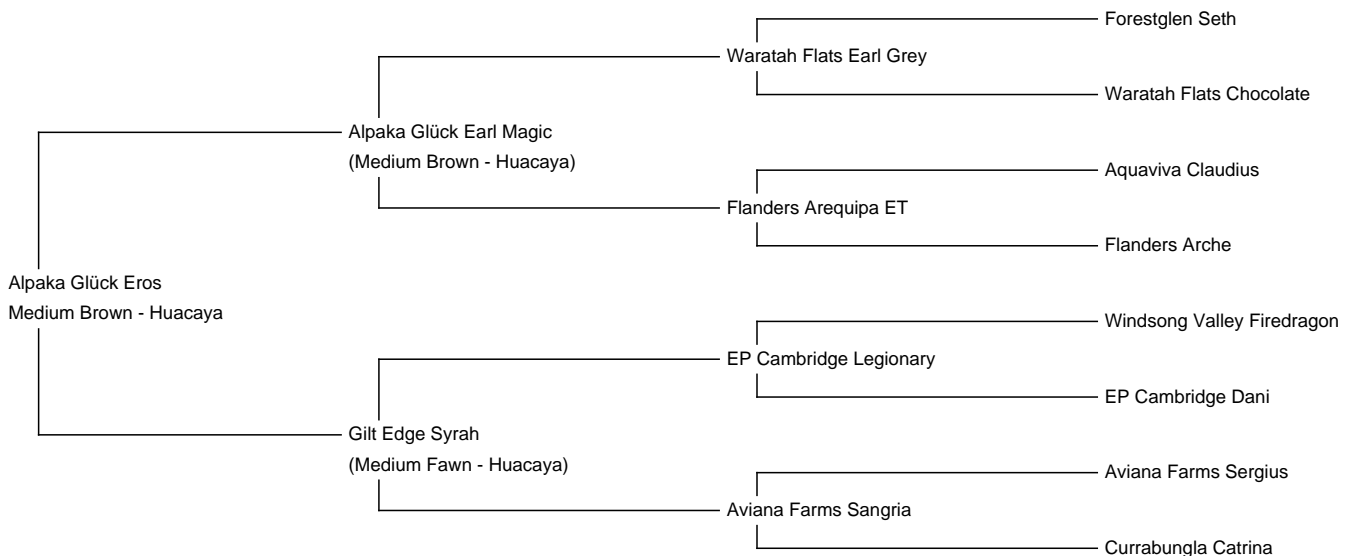 Forestglen Seth
Waratah Flats Earl Grey
Waratah Flats Chocolate
Alpaka Glück Earl Magic
(Medium Brown - Huacaya)
Aquaviva Claudius
Flanders Arequipa ET
Flanders Arche
Alpaka Glück Eros
Medium Brown - Huacaya
Windsong Valley Firedragon
EP Cambridge Legionary
EP Cambridge Dani
Gilt Edge Syrah
(Medium Fawn - Huacaya)
Aviana Farms Sergius
Aviana Farms Sangria
Currabungla Catrina